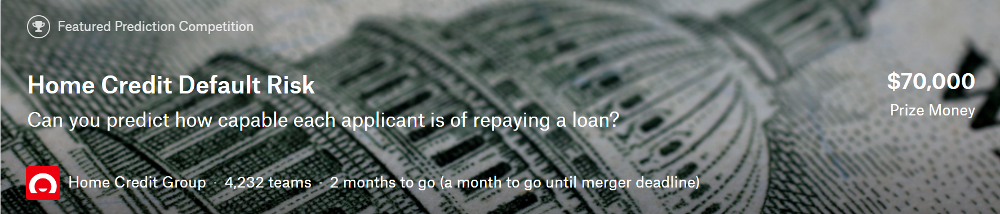 Featured Prediction Competition
Home Credit Default Risk
$70,000
Can you predict how capable each applicant is of repaying a loan?
Prize Money
Home Credit Group · 4,232 teams · 2 months to go (a month to go until merger deadline)